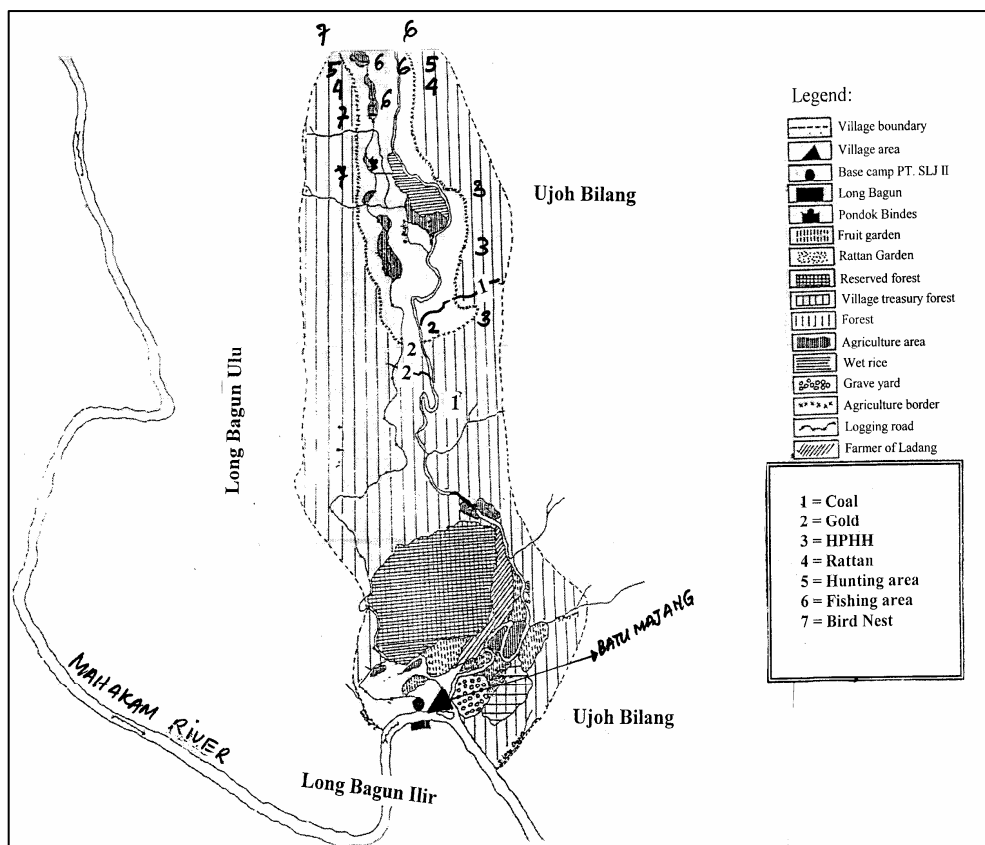 7
6
5
6
6
5
4
4
6
7
3
7
3
Ujoh Bilang
3
1
3
2
2
2
1
Long Bagun Ulu
BATU MAJANG
MAHAKAM RIVER
Ujoh Bilang
Long Bagun Ilir
Legend:
Village boundary
Village area
Base camp PT. SLJ II
Long Bagun
Pondok Bindes
Fruit garden
Rattan Garden
Reserved forest
Village treasury forest
Forest
Agriculture area
Wet rice
Grave yard
Agriculture border
Logging road
Farmer of Ladang
1 = Coal
2 = Gold
3 = HPHH
4 = Rattan
5 = Hunting area
6 = Fishing area
7 = Bird Nest